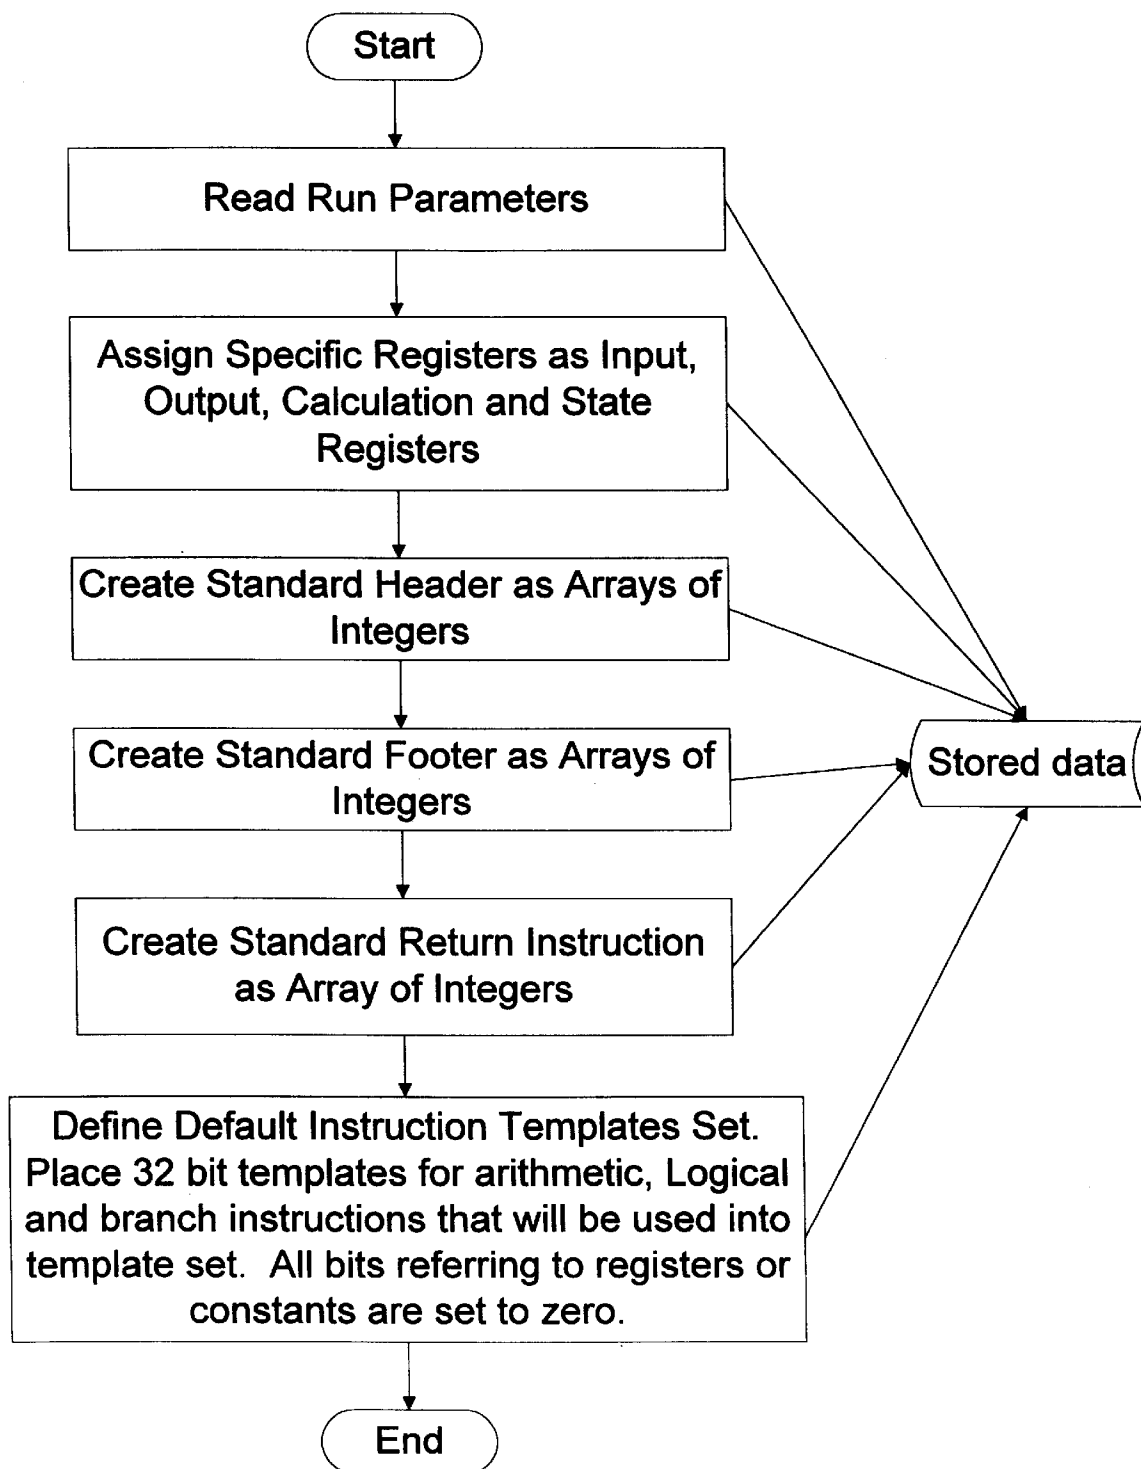 Start
Read Run Parameters
Assign Specific Registers as Input,
Output, Calculation and State
Registers
Create Standard Header as Arrays of
Integers
Create Standard Footer as Arrays of
Integers
Stored data
Create Standard Return Instruction
as Array of Integers
Define Default Instruction Templates Set.
Place 32 bit templates for arithmetic, Logical
and branch instructions that will be used into
template set.  All bits referring to registers or
constants are set to zero.
End